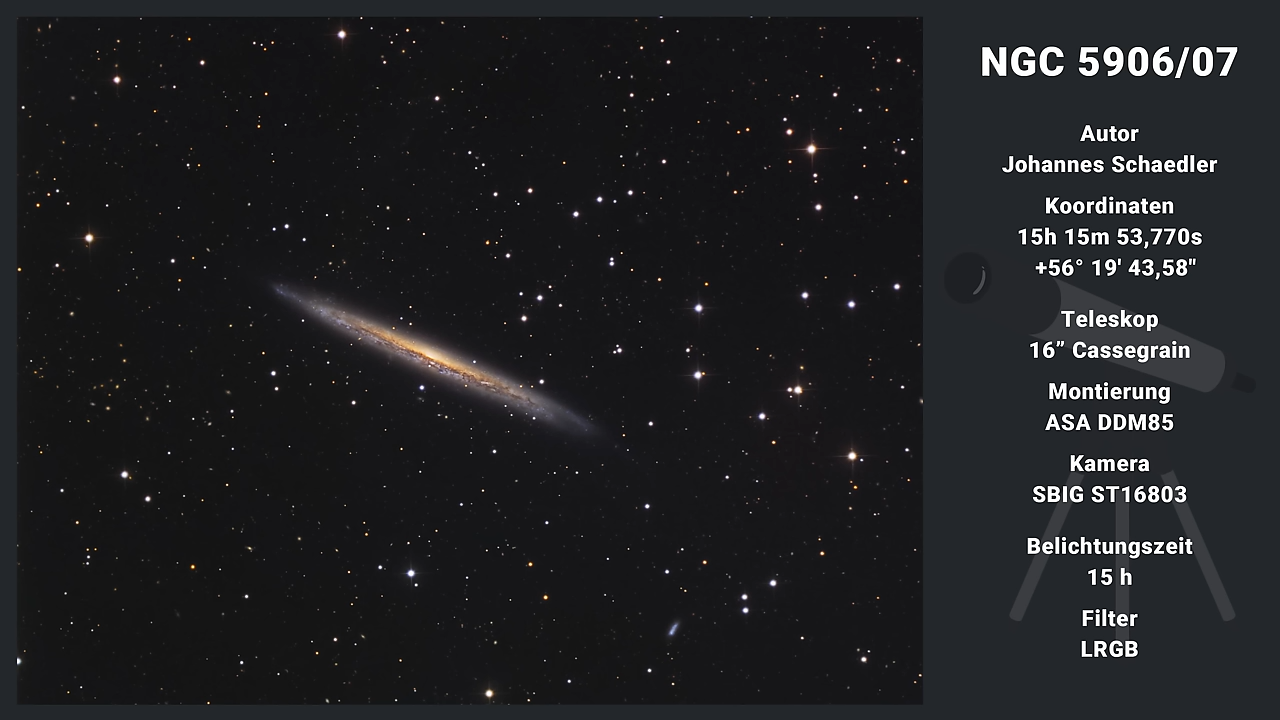 NGC 5906/07
Autor
Johannes Schaedler
Koordinaten
15h 15m 53,770s
+56° 19' 43,58"
Teleskop
16” Cassegrain
Montierung
ASA DDM85
Kamera
SBIG ST16803
Belichtungszeit
15 h
Filter
LRGB